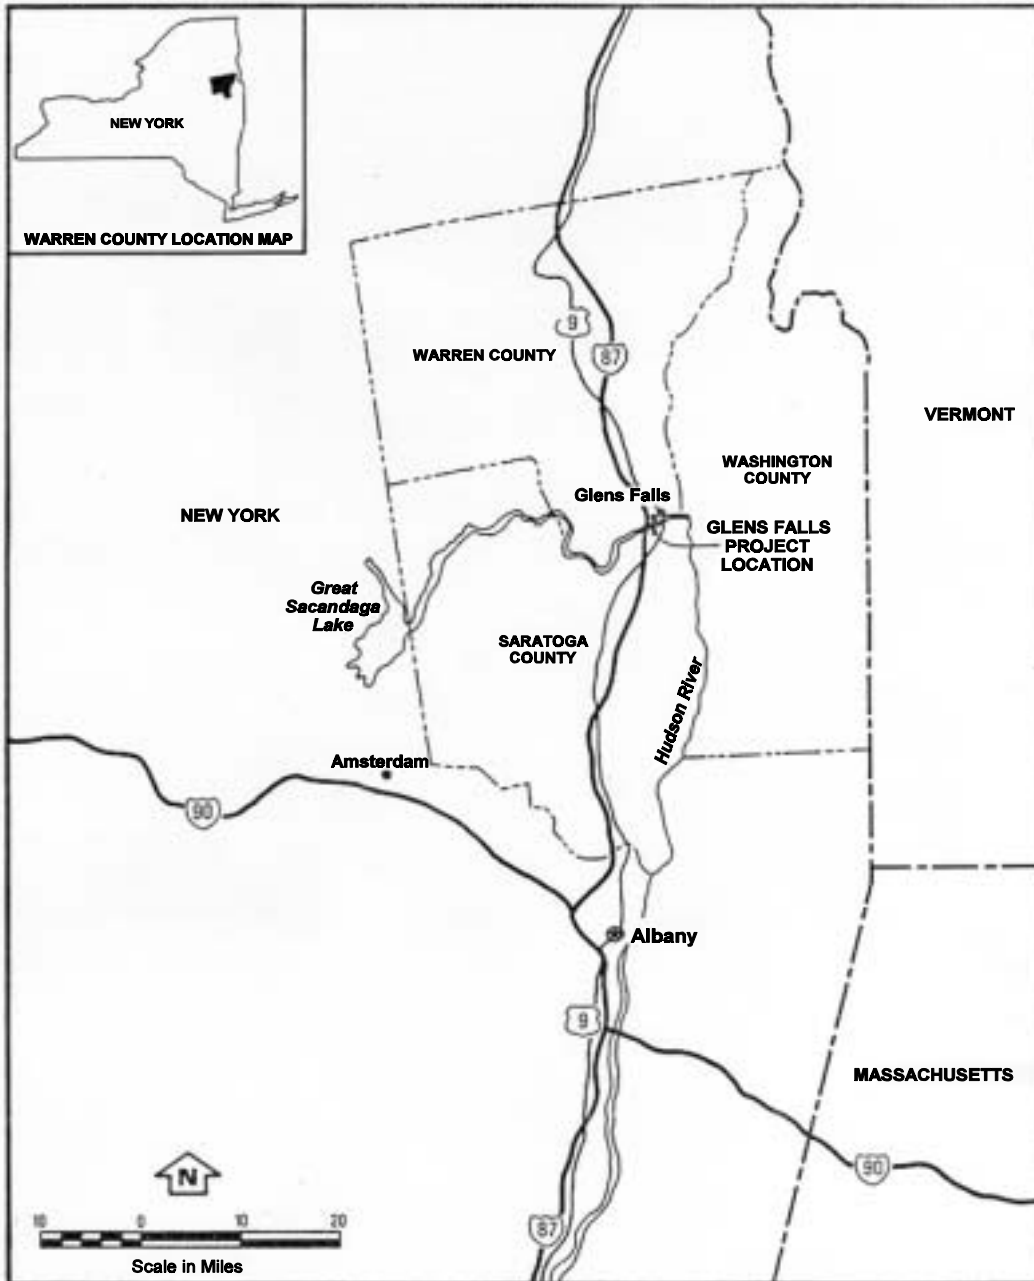 NEW YORK
WARREN COUNTY LOCATION MAP
9
87
WARREN COUNTY
VERMONT
WASHINGTON
COUNTY
Glens Falls
NEW YORK
GLENS FALLS
PROJECT
LOCATION
Great
Sacandaga
Lake
SARATOGA
COUNTY
Hudson River
Amsterdam
90
Albany
9
MASSACHUSETTS
90
N
10 0 10 20
87
Scale in Miles